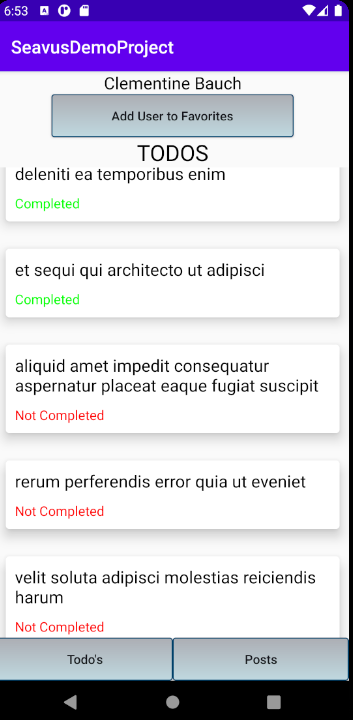 6:53
SeavusDemoProject
Clementine Bauch
Add User to Favorites
TODOS
deleniti ea temporibus enim
Completed
et sequi qui architecto ut adipisci
Completed
aliquid amet impedit consequatur
aspernatur placeat eaque fugiat suscipit
Not Completed
rerum perferendis error quia ut eveniet
Not Completed
velit soluta adipisci molestias reiciendis
harum
Not Completed
Todo's
Posts